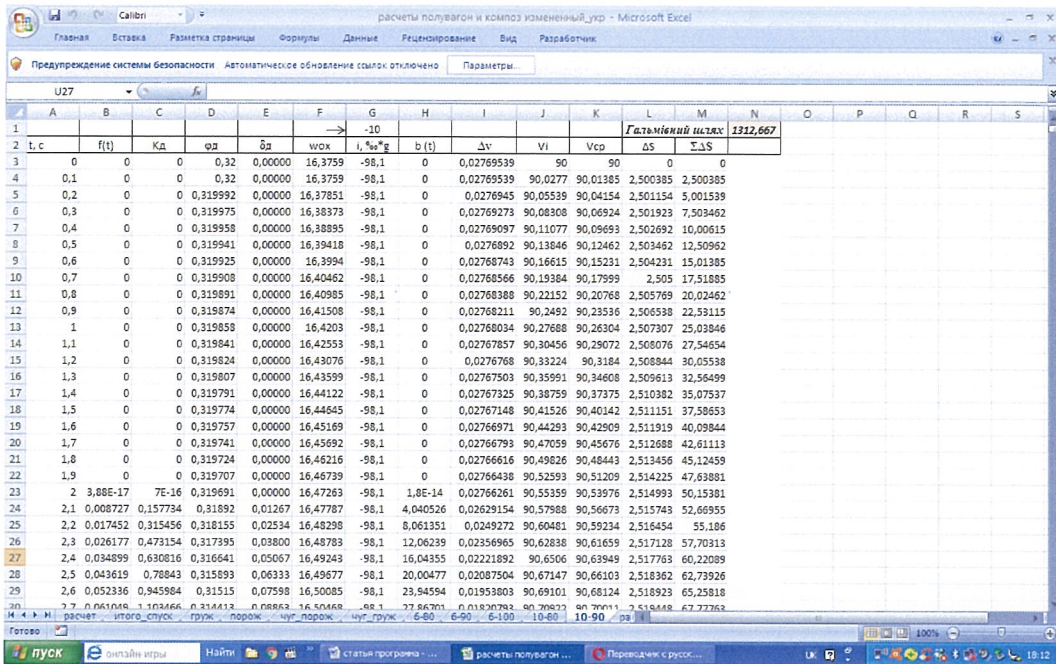 Calibri
расчеты полувагон и композ измененный_укр - Microsoft Excel
Главная Вставка Разметка страницы Формулы Данные Рецензирование Вид Разработчик
Предупреждение системы безопасности Автоматическое обновление ссылок отключено Параметры...
U27 fx
A B C D E F G H I J K L M N O P Q R S
1 → -10 Гальмівний шлях 1312,667
2 t, c f(t) Кд φд δд wox i, ‰*g b (t) Δv Vi Vcp ΔS ΣΔS
3 0 0 0 0,32 0,00000 16,3759 -98,1 0 0,02769539 90 90 0 0
4 0,1 0 0 0,32 0,00000 16,3759 -98,1 0 0,02769539 90,0277 90,01385 2,500385 2,500385
5 0,2 0 0 0,319992 0,00000 16,37851 -98,1 0 0,0276945 90,05539 90,04154 2,501154 5,001539
6 0,3 0 0 0,319975 0,00000 16,38373 -98,1 0 0,02769273 90,08308 90,06924 2,501923 7,503462
7 0,4 0 0 0,319958 0,00000 16,38895 -98,1 0 0,02769097 90,11077 90,09693 2,502692 10,00615
8 0,5 0 0 0,319941 0,00000 16,39418 -98,1 0 0,0276892 90,13846 90,12462 2,503462 12,50962
9 0,6 0 0 0,319925 0,00000 16,3994 -98,1 0 0,02768743 90,16615 90,15231 2,504231 15,01385
10 0,7 0 0 0,319908 0,00000 16,40462 -98,1 0 0,02768566 90,19384 90,17999 2,505 17,51885
11 0,8 0 0 0,319891 0,00000 16,40985 -98,1 0 0,02768388 90,22152 90,20768 2,505769 20,02462
12 0,9 0 0 0,319874 0,00000 16,41508 -98,1 0 0,02768211 90,2492 90,23536 2,506538 22,53115
13 1 0 0 0,319858 0,00000 16,4203 -98,1 0 0,02768034 90,27688 90,26304 2,507307 25,03846
14 1,1 0 0 0,319841 0,00000 16,42553 -98,1 0 0,02767857 90,30456 90,29072 2,508076 27,54654
15 1,2 0 0 0,319824 0,00000 16,43076 -98,1 0 0,0276768 90,33224 90,3184 2,508844 30,05538
16 1,3 0 0 0,319807 0,00000 16,43599 -98,1 0 0,02767503 90,35991 90,34608 2,509613 32,56499
17 1,4 0 0 0,319791 0,00000 16,44122 -98,1 0 0,02767325 90,38759 90,37375 2,510382 35,07537
18 1,5 0 0 0,319774 0,00000 16,44645 -98,1 0 0,02767148 90,41526 90,40142 2,511151 37,58653
19 1,6 0 0 0,319757 0,00000 16,45169 -98,1 0 0,02766971 90,44293 90,42909 2,511919 40,09844
20 1,7 0 0 0,319741 0,00000 16,45692 -98,1 0 0,02766793 90,47059 90,45676 2,512688 42,61113
21 1,8 0 0 0,319724 0,00000 16,46216 -98,1 0 0,02766616 90,49826 90,48443 2,513456 45,12459
22 1,9 0 0 0,319707 0,00000 16,46739 -98,1 0 0,02766438 90,52593 90,51209 2,514225 47,63881
23 2 3,88E-17 7E-16 0,319691 0,00000 16,47263 -98,1 1,8E-14 0,02766261 90,55359 90,53976 2,514993 50,15381
24 2,1 0,008727 0,157734 0,31892 0,01267 16,47787 -98,1 4,040526 0,02629154 90,57988 90,56673 2,515743 52,66955
25 2,2 0,017452 0,315456 0,318155 0,02534 16,48298 -98,1 8,061351 0,0249272 90,60481 90,59234 2,516454 55,186
26 2,3 0,026177 0,473154 0,317395 0,03800 16,48783 -98,1 12,06239 0,02356965 90,62838 90,61659 2,517128 57,70313
27 2,4 0,034899 0,630816 0,316641 0,05067 16,49243 -98,1 16,04355 0,02221892 90,6506 90,63949 2,517763 60,22089
28 2,5 0,043619 0,78843 0,315893 0,06333 16,49677 -98,1 20,00477 0,02087504 90,67147 90,66103 2,518362 62,73926
29 2,6 0,052336 0,945984 0,31515 0,07598 16,50085 -98,1 23,94594 0,01953803 90,69101 90,68124 2,518923 65,25818
30 2,7 0,061049 1,103466 0,314413 0,08863 16,50468 -98,1 27,86701 0,01820793 90,70922 90,70011 2,519448 67,77763
расчет итого_спуск груж порож чуг_порож чуг_груж 6-80 6-90 6-100 10-80 10-90 ра
Готово 100%
пуск онлайн игры Найти статья программа - ... расчеты полувагон ... Переводчик с русск... UK 18:12